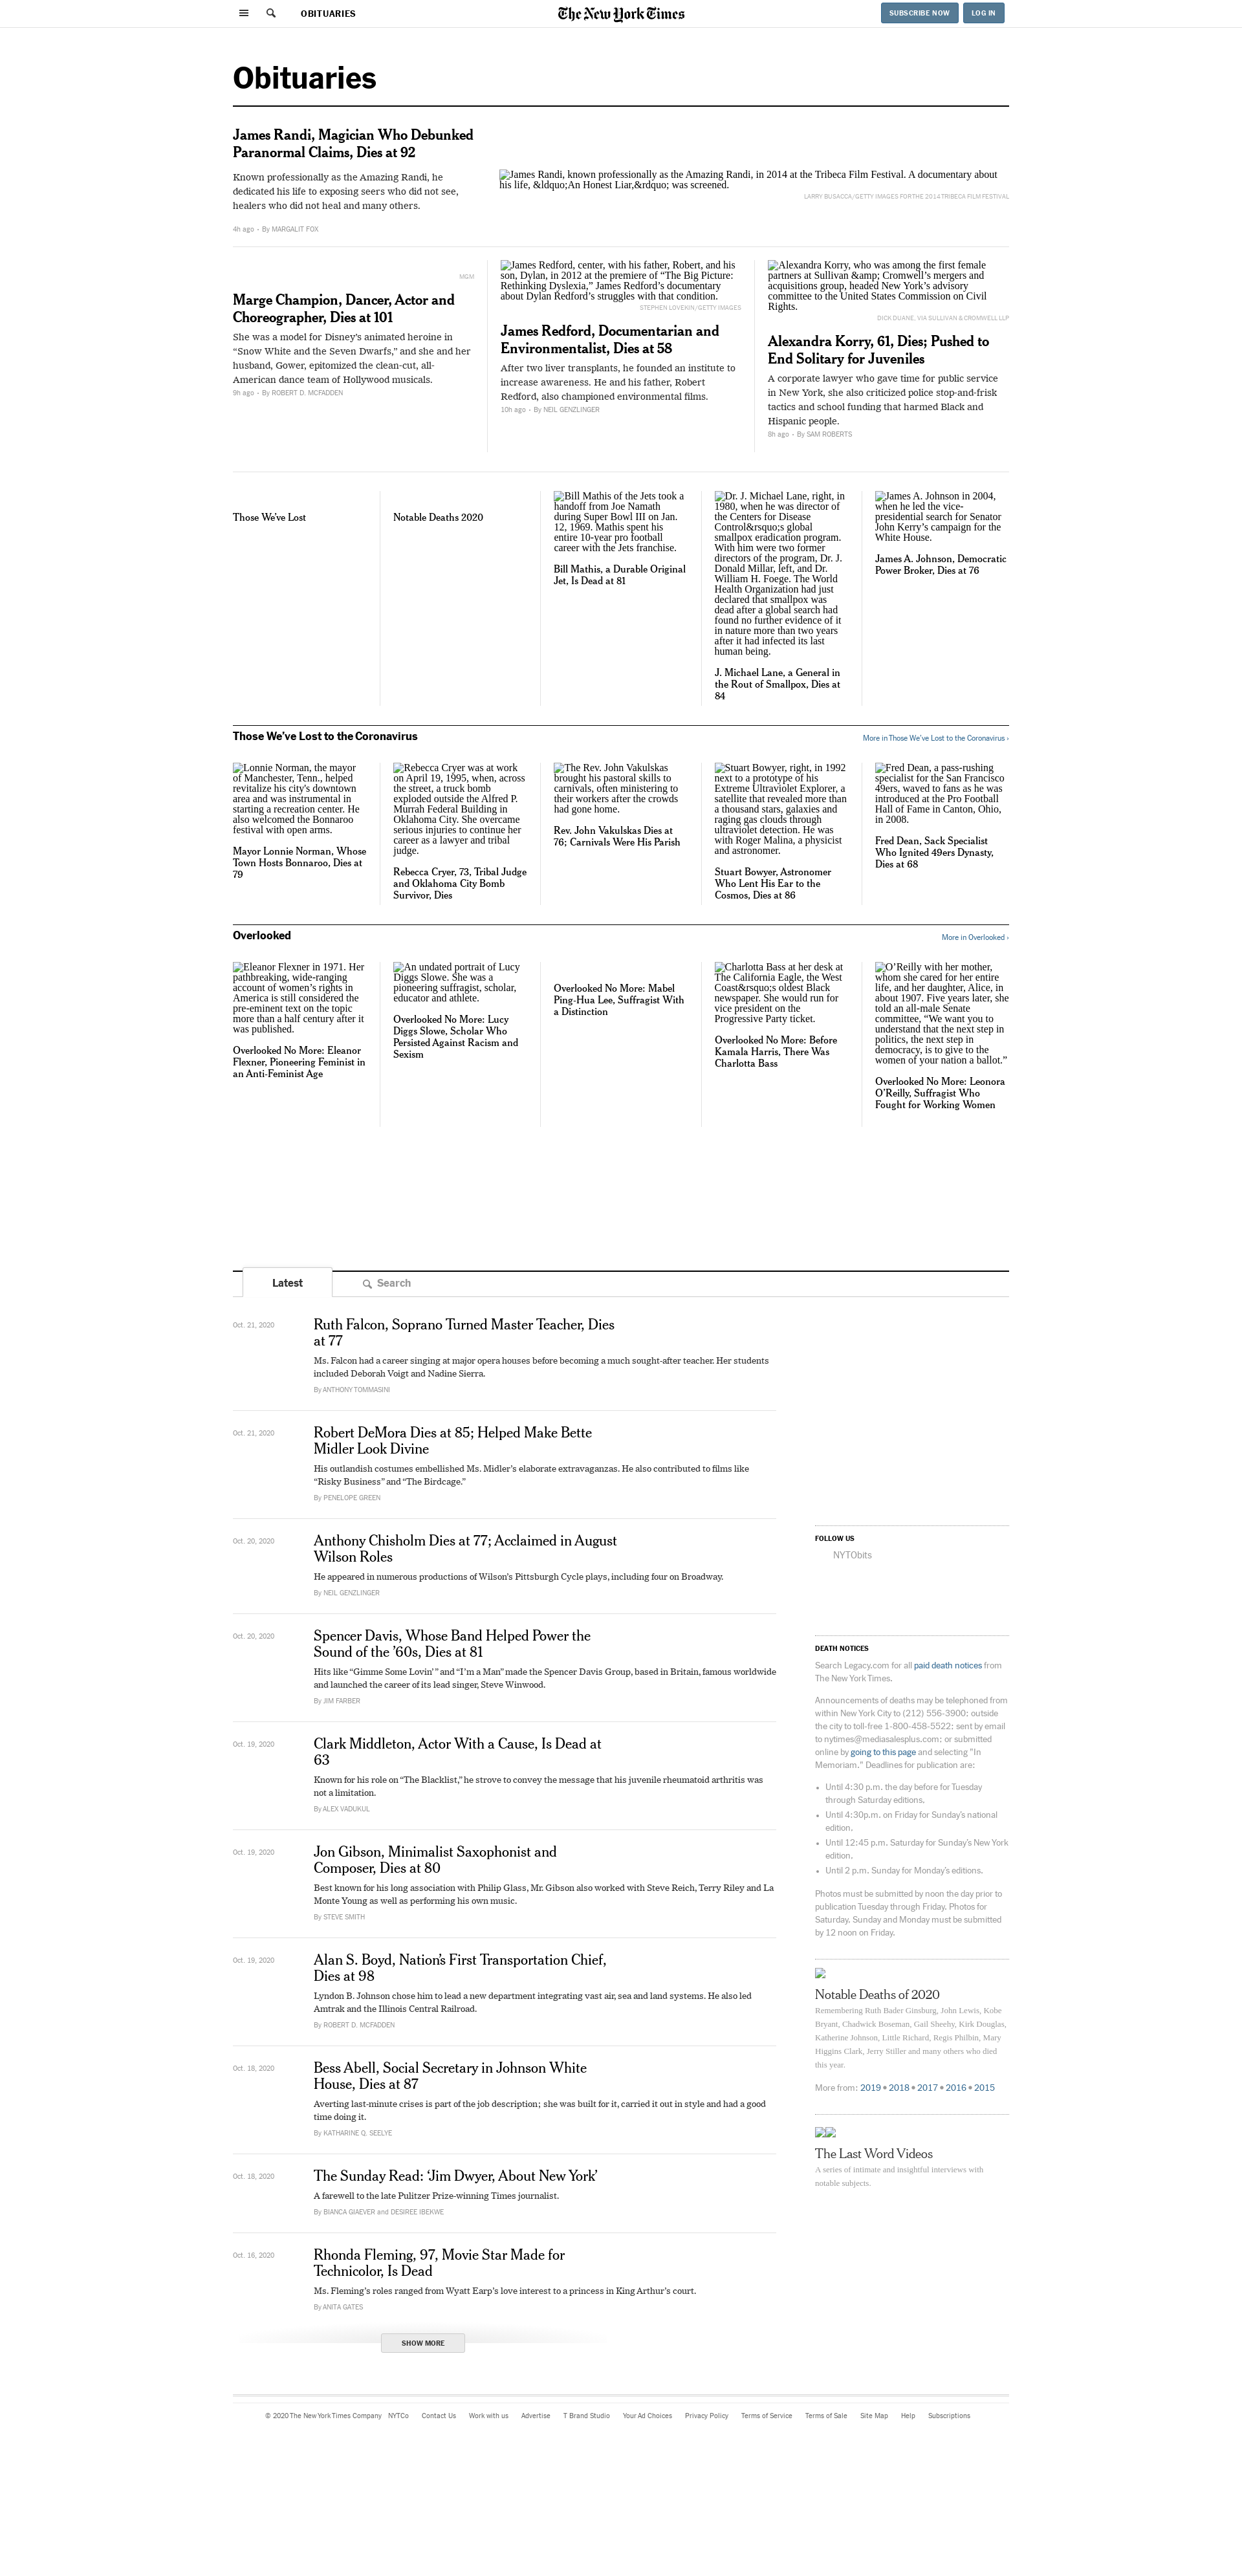 OBITUARIES
The New York Times
SUBSCRIBE NOW
LOG IN
Obituaries
James Randi, Magician Who Debunked
Paranormal Claims, Dies at 92
Known professionally as the Amazing Randi, he
dedicated his life to exposing seers who did not see,
healers who did not heal and many others.
4h ago - By MARGALIT FOX
James Randi, known professionally as the Amazing Randi, in 2014 at the Tribeca Film Festival. A documentary about
his life, &ldquo;An Honest Liar,&rdquo; was screened.
LARRY BUSACCA/GETTY IMAGES FOR THE 2014 TRIBECA FILM FESTIVAL
MGM
Marge Champion, Dancer, Actor and
Choreographer, Dies at 101
She was a model for Disney’s animated heroine in
“Snow White and the Seven Dwarfs,” and she and her
husband, Gower, epitomized the clean-cut, all-
American dance team of Hollywood musicals.
9h ago - By ROBERT D. MCFADDEN
James Redford, center, with his father, Robert, and his
son, Dylan, in 2012 at the premiere of “The Big Picture:
Rethinking Dyslexia,” James Redford’s documentary
about Dylan Redford’s struggles with that condition.
STEPHEN LOVEKIN/GETTY IMAGES
James Redford, Documentarian and
Environmentalist, Dies at 58
After two liver transplants, he founded an institute to
increase awareness. He and his father, Robert
Redford, also championed environmental films.
10h ago - By NEIL GENZLINGER
Alexandra Korry, who was among the first female
partners at Sullivan &amp; Cromwell’s mergers and
acquisitions group, headed New York’s advisory
committee to the United States Commission on Civil
Rights.
DICK DUANE, VIA SULLIVAN & CROMWELL LLP
Alexandra Korry, 61, Dies; Pushed to
End Solitary for Juveniles
A corporate lawyer who gave time for public service
in New York, she also criticized police stop-and-frisk
tactics and school funding that harmed Black and
Hispanic people.
8h ago - By SAM ROBERTS
Those We’ve Lost
Notable Deaths 2020
Bill Mathis of the Jets took a
handoff from Joe Namath
during Super Bowl III on Jan.
12, 1969. Mathis spent his
entire 10-year pro football
career with the Jets franchise.
Bill Mathis, a Durable Original
Jet, Is Dead at 81
Dr. J. Michael Lane, right, in
1980, when he was director of
the Centers for Disease
Control&rsquo;s global
smallpox eradication program.
With him were two former
directors of the program, Dr. J.
Donald Millar, left, and Dr.
William H. Foege. The World
Health Organization had just
declared that smallpox was
dead after a global search had
found no further evidence of it
in nature more than two years
after it had infected its last
human being.
J. Michael Lane, a General in
the Rout of Smallpox, Dies at
84
James A. Johnson in 2004,
when he led the vice-
presidential search for Senator
John Kerry’s campaign for the
White House.
James A. Johnson, Democratic
Power Broker, Dies at 76
Those We’ve Lost to the Coronavirus
More in Those We’ve Lost to the Coronavirus ›
Lonnie Norman, the mayor
of Manchester, Tenn., helped
revitalize his city's downtown
area and was instrumental in
starting a recreation center. He
also welcomed the Bonnaroo
festival with open arms.
Mayor Lonnie Norman, Whose
Town Hosts Bonnaroo, Dies at
79
Rebecca Cryer was at work
on April 19, 1995, when, across
the street, a truck bomb
exploded outside the Alfred P.
Murrah Federal Building in
Oklahoma City. She overcame
serious injuries to continue her
career as a lawyer and tribal
judge.
Rebecca Cryer, 73, Tribal Judge
and Oklahoma City Bomb
Survivor, Dies
The Rev. John Vakulskas
brought his pastoral skills to
carnivals, often ministering to
their workers after the crowds
had gone home.
Rev. John Vakulskas Dies at
76; Carnivals Were His Parish
Stuart Bowyer, right, in 1992
next to a prototype of his
Extreme Ultraviolet Explorer, a
satellite that revealed more than
a thousand stars, galaxies and
raging gas clouds through
ultraviolet detection. He was
with Roger Malina, a physicist
and astronomer.
Stuart Bowyer, Astronomer
Who Lent His Ear to the
Cosmos, Dies at 86
Fred Dean, a pass-rushing
specialist for the San Francisco
49ers, waved to fans as he was
introduced at the Pro Football
Hall of Fame in Canton, Ohio,
in 2008.
Fred Dean, Sack Specialist
Who Ignited 49ers Dynasty,
Dies at 68
Overlooked
More in Overlooked ›
Eleanor Flexner in 1971. Her
pathbreaking, wide-ranging
account of women’s rights in
America is still considered the
pre-eminent text on the topic
more than a half century after it
was published.
Overlooked No More: Eleanor
Flexner, Pioneering Feminist in
an Anti-Feminist Age
An undated portrait of Lucy
Diggs Slowe. She was a
pioneering suffragist, scholar,
educator and athlete.
Overlooked No More: Lucy
Diggs Slowe, Scholar Who
Persisted Against Racism and
Sexism
Overlooked No More: Mabel
Ping-Hua Lee, Suffragist With
a Distinction
Charlotta Bass at her desk at
The California Eagle, the West
Coast&rsquo;s oldest Black
newspaper. She would run for
vice president on the
Progressive Party ticket.
Overlooked No More: Before
Kamala Harris, There Was
Charlotta Bass
O’Reilly with her mother,
whom she cared for her entire
life, and her daughter, Alice, in
about 1907. Five years later, she
told an all-male Senate
committee, “We want you to
understand that the next step in
politics, the next step in
democracy, is to give to the
women of your nation a ballot.”
Overlooked No More: Leonora
O’Reilly, Suffragist Who
Fought for Working Women
Latest
Search
Oct. 21, 2020
Ruth Falcon, Soprano Turned Master Teacher, Dies
at 77
Ms. Falcon had a career singing at major opera houses before becoming a much sought-after teacher. Her students
included Deborah Voigt and Nadine Sierra.
By ANTHONY TOMMASINI
Oct. 21, 2020
Robert DeMora Dies at 85; Helped Make Bette
Midler Look Divine
His outlandish costumes embellished Ms. Midler’s elaborate extravaganzas. He also contributed to films like
“Risky Business” and “The Birdcage.”
By PENELOPE GREEN
Oct. 20, 2020
Anthony Chisholm Dies at 77; Acclaimed in August
Wilson Roles
He appeared in numerous productions of Wilson’s Pittsburgh Cycle plays, including four on Broadway.
By NEIL GENZLINGER
Oct. 20, 2020
Spencer Davis, Whose Band Helped Power the
Sound of the ’60s, Dies at 81
Hits like “Gimme Some Lovin’ ” and “I’m a Man” made the Spencer Davis Group, based in Britain, famous worldwide
and launched the career of its lead singer, Steve Winwood.
By JIM FARBER
Oct. 19, 2020
Clark Middleton, Actor With a Cause, Is Dead at
63
Known for his role on “The Blacklist,” he strove to convey the message that his juvenile rheumatoid arthritis was
not a limitation.
By ALEX VADUKUL
Oct. 19, 2020
Jon Gibson, Minimalist Saxophonist and
Composer, Dies at 80
Best known for his long association with Philip Glass, Mr. Gibson also worked with Steve Reich, Terry Riley and La
Monte Young as well as performing his own music.
By STEVE SMITH
Oct. 19, 2020
Alan S. Boyd, Nation’s First Transportation Chief,
Dies at 98
Lyndon B. Johnson chose him to lead a new department integrating vast air, sea and land systems. He also led
Amtrak and the Illinois Central Railroad.
By ROBERT D. MCFADDEN
Oct. 18, 2020
Bess Abell, Social Secretary in Johnson White
House, Dies at 87
Averting last-minute crises is part of the job description; she was built for it, carried it out in style and had a good
time doing it.
By KATHARINE Q. SEELYE
Oct. 18, 2020
The Sunday Read: ‘Jim Dwyer, About New York’
A farewell to the late Pulitzer Prize-winning Times journalist.
By BIANCA GIAEVER and DESIREE IBEKWE
Oct. 16, 2020
Rhonda Fleming, 97, Movie Star Made for
Technicolor, Is Dead
Ms. Fleming’s roles ranged from Wyatt Earp’s love interest to a princess in King Arthur’s court.
By ANITA GATES
SHOW MORE
FOLLOW US
NYTObits
DEATH NOTICES
Search Legacy.com for all paid death notices from
The New York Times.
Announcements of deaths may be telephoned from
within New York City to (212) 556-3900; outside
the city to toll-free 1-800-458-5522; sent by email
to nytimes@mediasalesplus.com; or submitted
online by going to this page and selecting "In
Memoriam." Deadlines for publication are:
• Until 4:30 p.m. the day before for Tuesday
through Saturday editions.
• Until 4:30p.m. on Friday for Sunday's national
edition.
• Until 12:45 p.m. Saturday for Sunday's New York
edition.
• Until 2 p.m. Sunday for Monday's editions.
Photos must be submitted by noon the day prior to
publication Tuesday through Friday. Photos for
Saturday, Sunday and Monday must be submitted
by 12 noon on Friday.
Notable Deaths of 2020
Remembering Ruth Bader Ginsburg, John Lewis, Kobe
Bryant, Chadwick Boseman, Gail Sheehy, Kirk Douglas,
Katherine Johnson, Little Richard, Regis Philbin, Mary
Higgins Clark, Jerry Stiller and many others who died
this year.
More from: 2019 • 2018 • 2017 • 2016 • 2015
The Last Word Videos
A series of intimate and insightful interviews with
notable subjects.
© 2020 The New York Times Company NYTCo Contact Us Work with us Advertise T Brand Studio Your Ad Choices Privacy Policy Terms of Service Terms of Sale Site Map Help Subscriptions